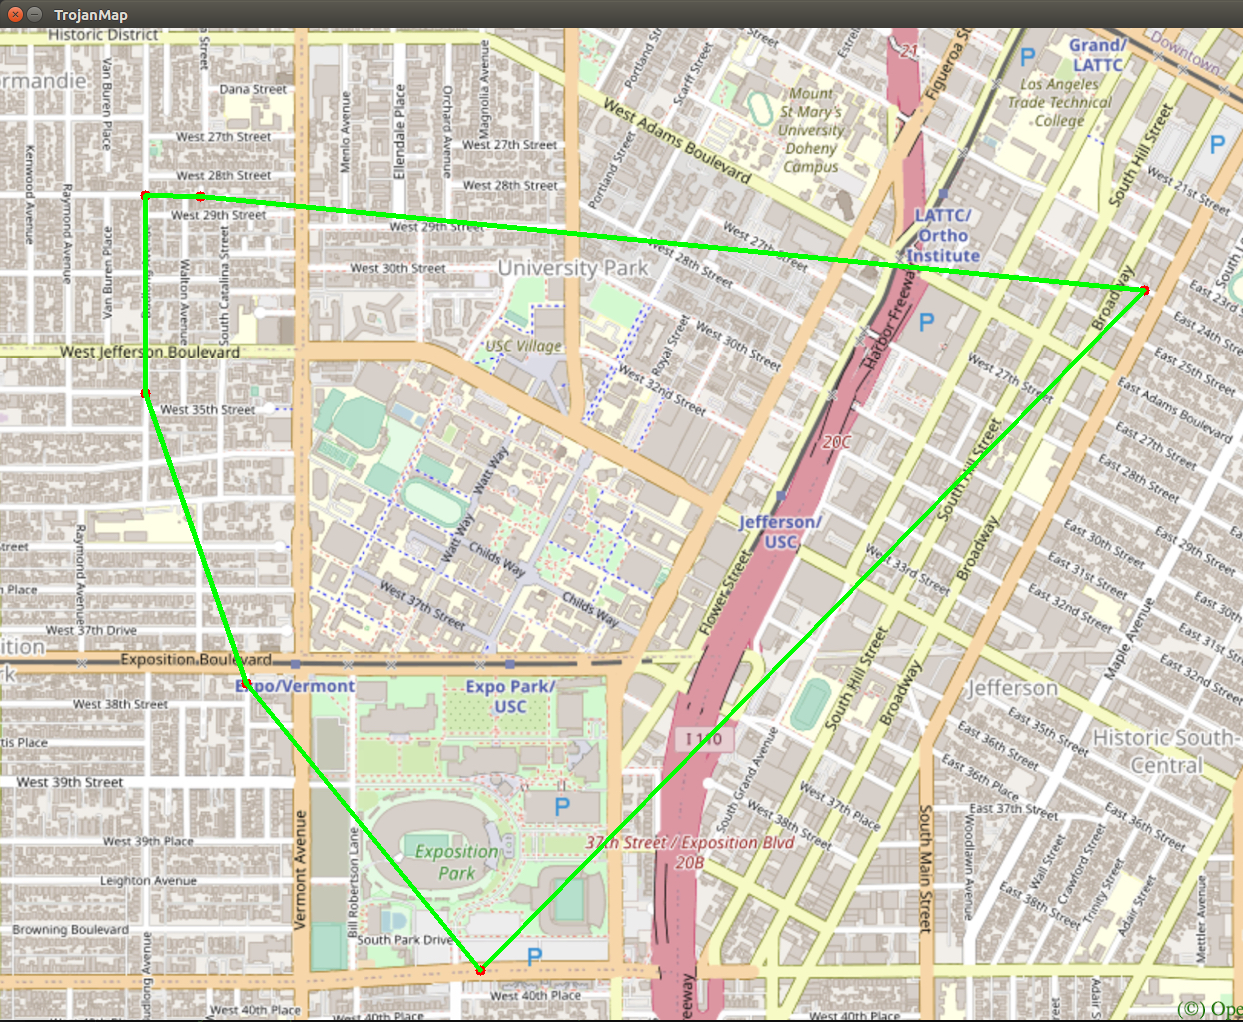 TrojanMap
Historic District
Grand/
LATTC
Downtown
21
Figueroa St
Portland St
Scarff Street
Van Buren Place
Dana Street
Menlo Avenue
Ellendale Place
Orchard Avenue
Magnolia Avenue
Mount
St Mary's
University
Doheny
Campus
Los Angeles
Trade Technical
College
P
P
South Hill Street
West 21st Street
West Adams Boulevard
West 27th Street
West 27th Street
Portland Street
Kenwood Avenue
Raymond Avenue
West 28th Street
West 28th Street
West 29th Street
West 29th Street
West 27th Street
West 28th Street
LATTC/
Ortho
Institute
Van Buren Place
Walton Avenue
South Catalina Street
West 30th Street
University Park
Broadway
East 24th Street
P
Harbor Freeway
Royal Street
West 30th Street
USC Village
West Jefferson Boulevard
East 25th Street
West 27th Street
West 32nd Street
East Adams Boulevard
West 35th Street
20C
South Hill Street
East 27th Street
East 28th Street
Watt Way
Jefferson/
USC
Raymond Avenue
Watt Way
Childs Way
West 33rd Street
Broadway
East 30th Street
East 29th Street
Flower Street
West 37th Street
Childs Way
East 31st Street
East 32nd Street
Maple Avenue
West 37th Drive
Exposition Boulevard
Expo/Vermont
Expo Park/
USC
South Hill Street
Broadway
Jefferson
West 38th Street
I 110
East 35th Street
East 36th Street
Historic South-
Central
West 39th Street
South Grand Avenue
East 36th Place
West 37th Place
West 38th Street
P
East 37th Street
East 36th Street
West 39th Place
Vermont Avenue
Bill Robertson Lane
Exposition
Park
37th Street / Exposition Blvd
20B
South Main Street
Woodlawn Avenue
Wall Street
Crawford Street
Trinity Street
Adair Street
East 38th Street
Leighton Avenue
Browning Boulevard
South Park Drive
P
Mettler Avenue
West 40th Place
West 40th Place
West 40th Place
West 40th Place
(©) Ope